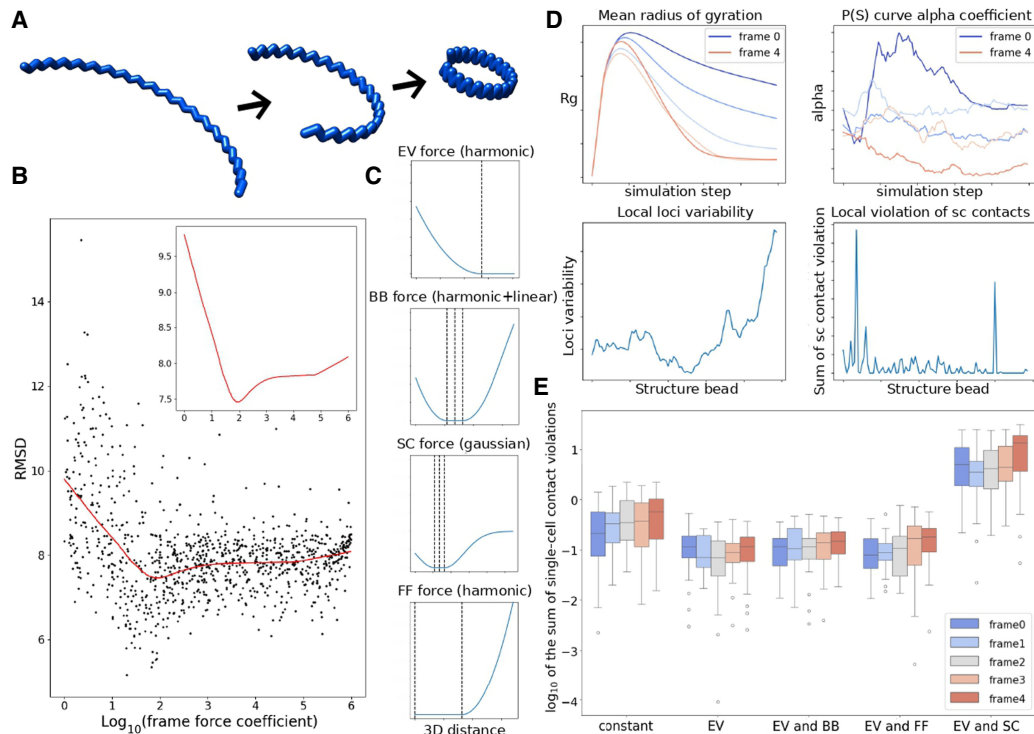 A
B
14
12
10
8
6
RMSD
0
1
2
3
4
5
6
Log10(frame force coefficient)
9.5
9.0
8.5
8.0
7.5
0
1
2
3
4
5
6
C
EV force (harmonic)
BB force (harmonic+linear)
SC force (gaussian)
FF force (harmonic)
3D distance
D
Mean radius of gyration
frame 0
frame 4
Rg
simulation step
P(S) curve alpha coefficient
frame 0
frame 4
alpha
simulation step
Local loci variability
Loci variability
Structure bead
Local violation of sc contacts
Sum of sc contact violation
Structure bead
E
log10 of the sum of single-cell contact violations
1
0
−1
−2
−3
−4
constant
EV
EV and BB
EV and FF
EV and SC
frame0
frame1
frame2
frame3
frame4